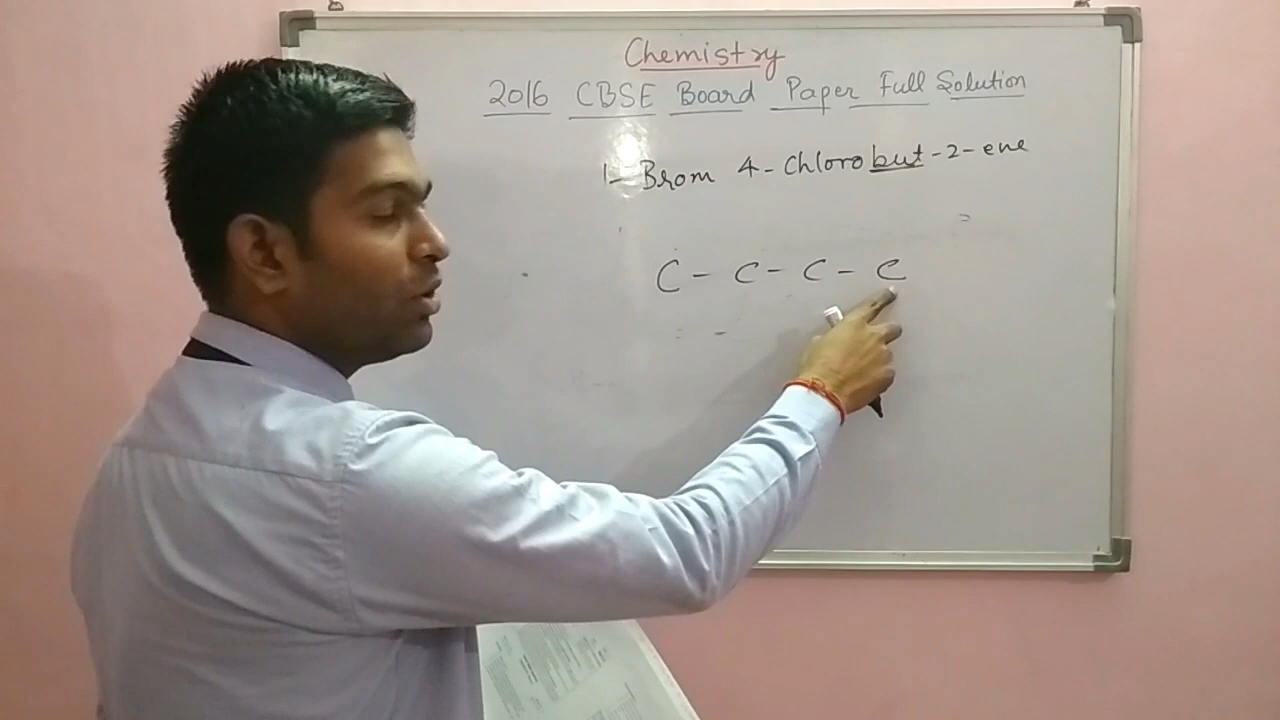 Chemistry
2016 CBSE Board Paper Full Solution
1- Brom 4- Chlorobut-2-ene
C - C - C - C